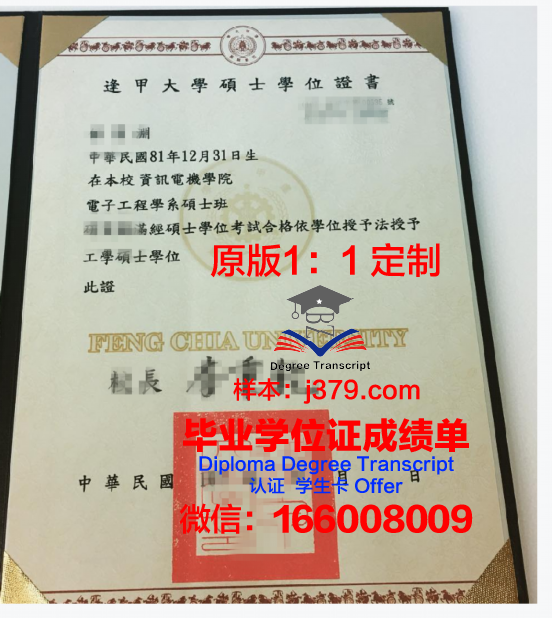 逢甲大學碩士學位證書
號
中華民國81年12月31日生
在本校 資訊電機學院
電子工程學系碩士班
經碩士學位考試合格依學位授予法授予
工學碩士學位
原版1：1 定制
此證
FENG CHIA UNIVERSITY
Degree Transcript
校長
样本：j379.com
毕业学位证成绩单
Diploma Degree Transcript
中華民國 月 日
认证 学生卡 Offer
微信：166008009